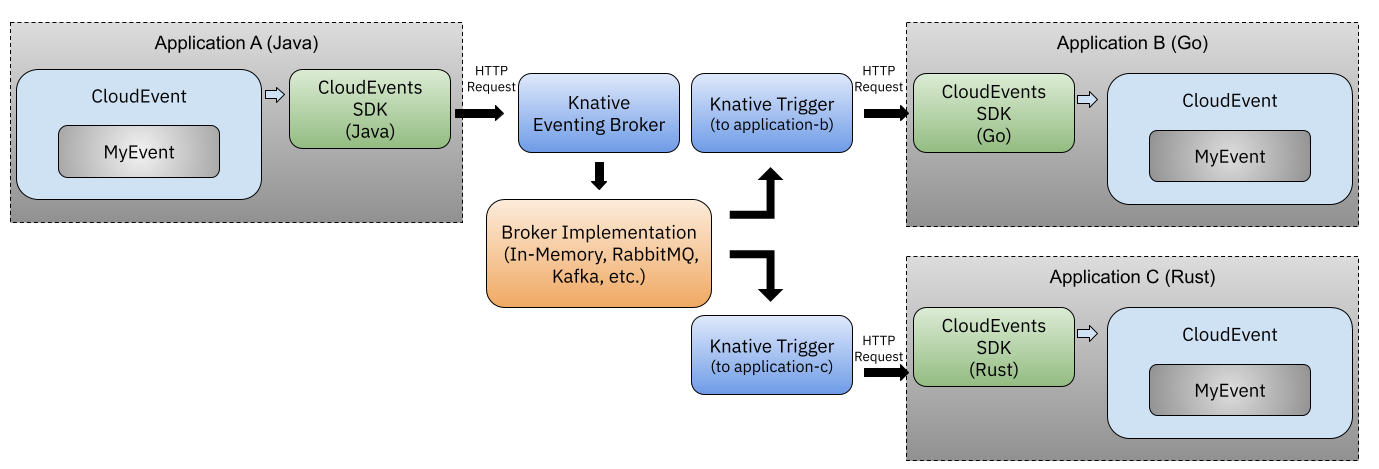 Application A (Java)
CloudEvent
MyEvent
CloudEvents
SDK
(Java)
HTTP
Request
Knative
Eventing Broker
Broker Implementation
(In-Memory, RabbitMQ,
Kafka, etc.)
Knative Trigger
(to application-b)
HTTP
Request
Application B (Go)
CloudEvents
SDK
(Go)
CloudEvent
MyEvent
Knative Trigger
(to application-c)
HTTP
Request
Application C (Rust)
CloudEvents
SDK
(Rust)
CloudEvent
MyEvent